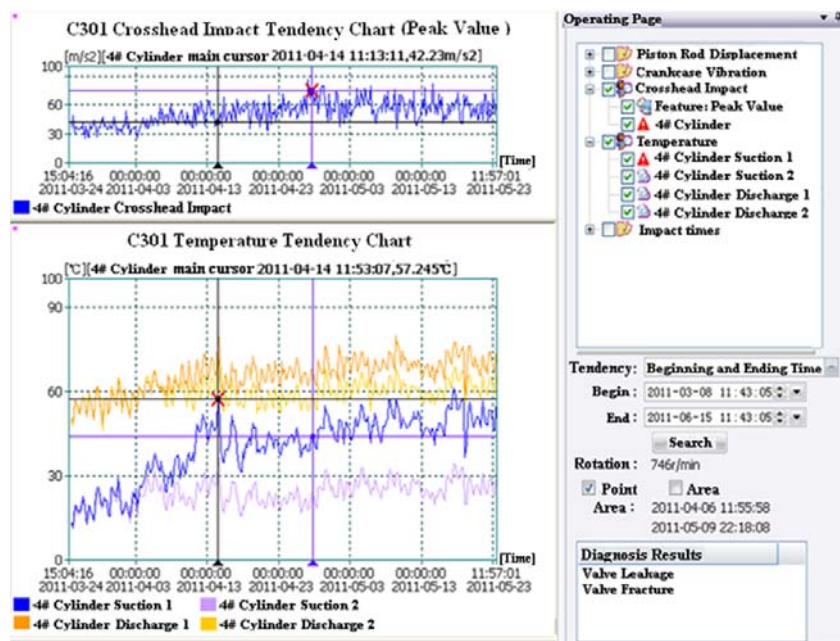 C301 Crosshead Impact Tendency Chart (Peak Value )
[m/s2][4# Cylinder main cursor 2011-04-14 11:13:11,42.23m/s2]
100
60
30
0
[Time]
15:04:16 00:00:00 00:00:00 00:00:00 00:00:00 00:00:00 11:57:01
2011-03-24 2011-04-03 2011-04-13 2011-04-23 2011-05-03 2011-05-13 2011-05-23
4# Cylinder Crosshead Impact
C301 Temperature Tendency Chart
[℃][4# Cylinder main cursor 2011-04-14 11:53:07,57.245℃]
100
90
60
30
0
[Time]
15:04:16 00:00:00 00:00:00 00:00:00 00:00:00 00:00:00 11:57:01
2011-03-24 2011-04-03 2011-04-13 2011-04-23 2011-05-03 2011-05-13 2011-05-23
4# Cylinder Suction 1 4# Cylinder Suction 2
4# Cylinder Discharge 1 4# Cylinder Discharge 2
Operating Page
Piston Rod Displacement
Crankcase Vibration
Crosshead Impact
Feature: Peak Value
4# Cylinder
Temperature
4# Cylinder Suction 1
4# Cylinder Suction 2
4# Cylinder Discharge 1
4# Cylinder Discharge 2
Impact times
Tendency: Beginning and Ending Time
Begin : 2011-03-08 11:43:05
End : 2011-06-15 11:43:05
Search
Rotation : 746r/min
Point Area
Area : 2011-04-06 11:55:58
2011-05-09 22:18:08
Diagnosis Results
Valve Leakage
Valve Fracture